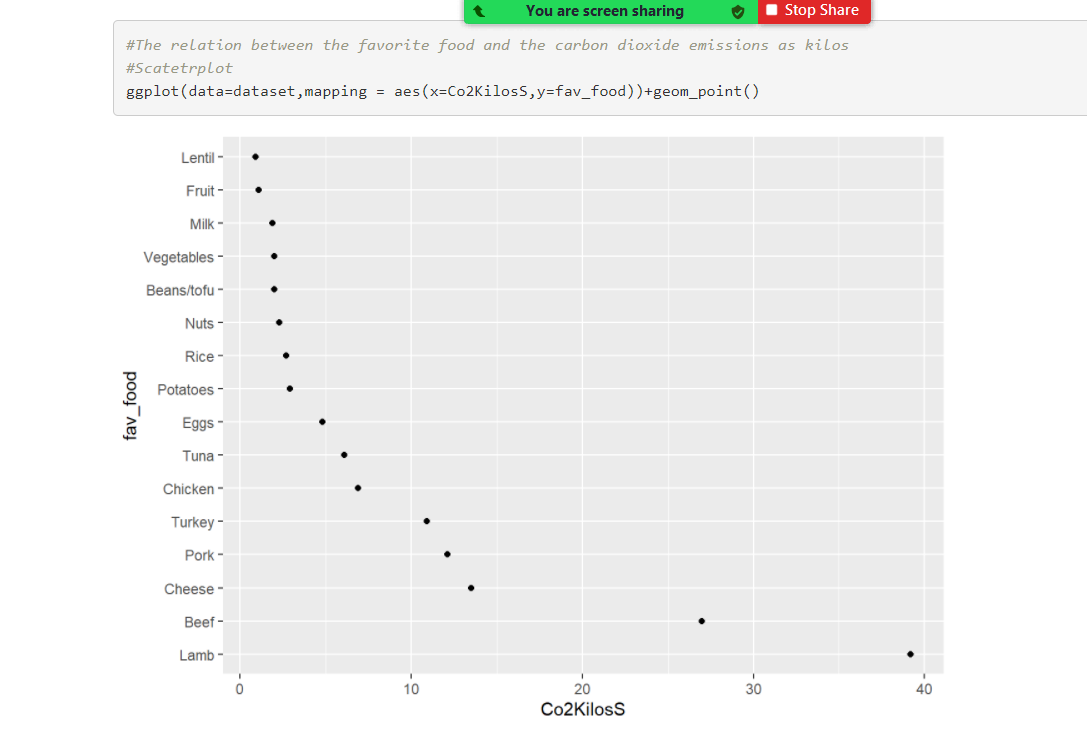 You are screen sharing Stop Share
#The relation between the favorite food and the carbon dioxide emissions as kilos
#Scatetrplot
ggplot(data=dataset,mapping = aes(x=Co2KilosS,y=fav_food))+geom_point()
fav_food
Lentil
Fruit
Milk
Vegetables
Beans/tofu
Nuts
Rice
Potatoes
Eggs
Tuna
Chicken
Turkey
Pork
Cheese
Beef
Lamb
0 10 20 30 40
Co2KilosS